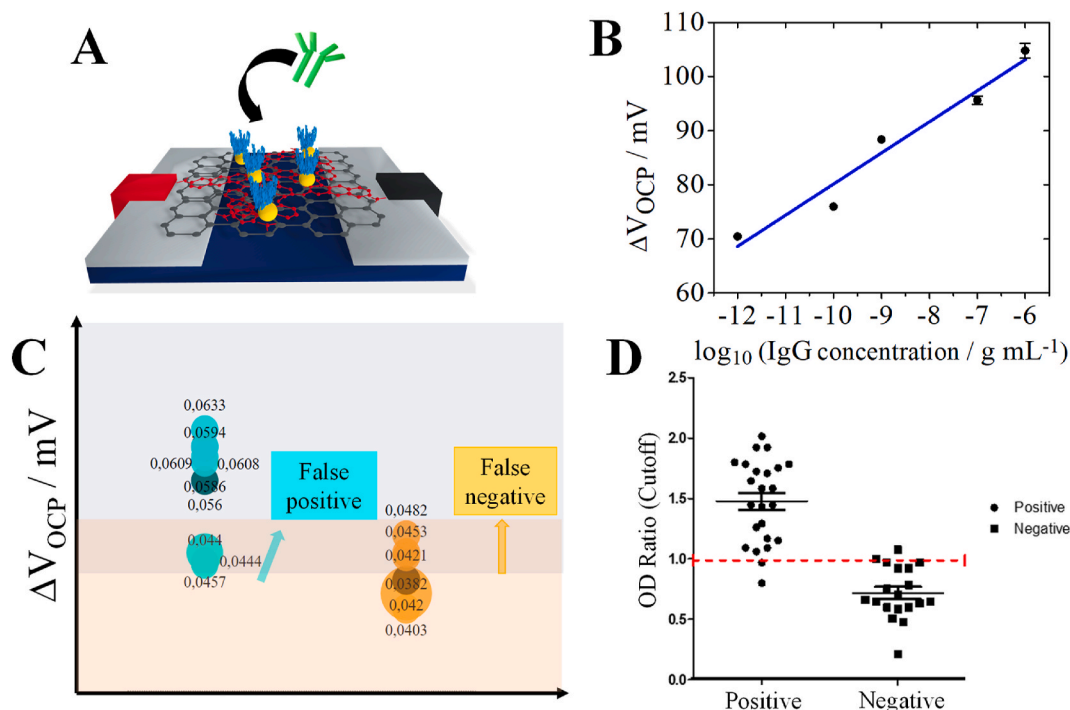 A
B
ΔV_OCP / mV
110
100
90
80
70
60
-12 -11 -10 -9 -8 -7 -6
log₁₀ (IgG concentration / g mL⁻¹)
C
ΔV_OCP / mV
0,0633
0,0594
0,0609 0,0608
0,0586
0,056
0,044
0,0444
0,0457
False
positive
0,0482
0,0453
0,0421
0,0382
0,042
0,0403
False
negative
D
OD Ratio (Cutoff)
2.5
2.0
1.5
1.0
0.5
0.0
Positive Negative
Positive
Negative